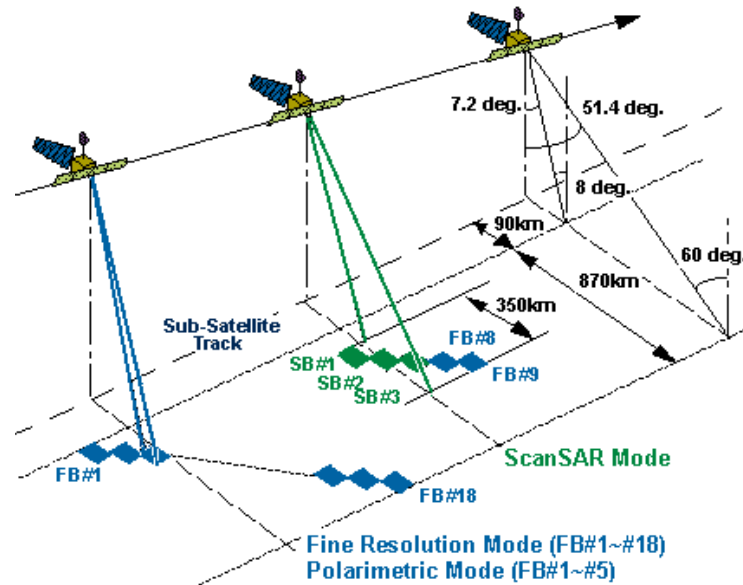 7.2 deg.
51.4 deg.
8 deg.
90km
60 deg.
870km
350km
Sub-Satellite
Track
SB#1
SB#2
SB#3
FB#8
FB#9
FB#1
FB#18
ScanSAR Mode
Fine Resolution Mode (FB#1~#18)
Polarimetric Mode (FB#1~#5)